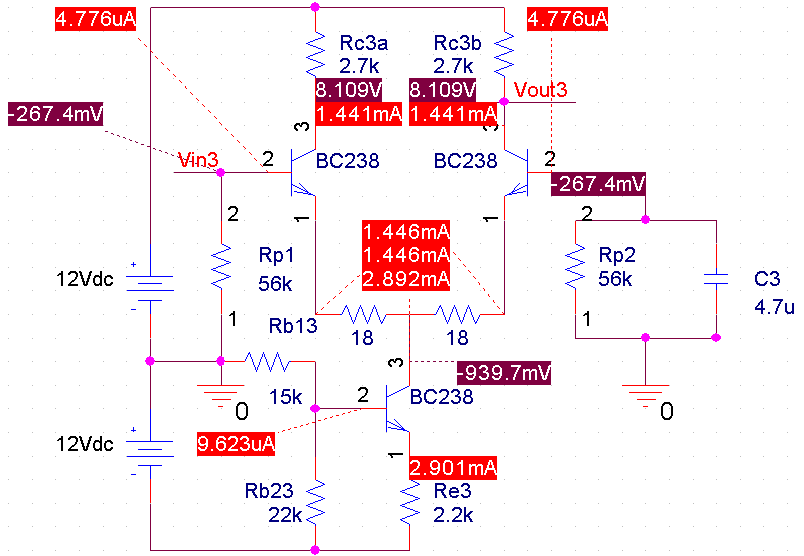 4.776uA
Rc3a
2.7k
Rc3b
2.7k
4.776uA
8.109V
1.441mA
8.109V
1.441mA
Vout3
-267.4mV
Vin3
2
3
BC238
1
BC238
3
2
1
-267.4mV
2
Rp1
56k
1
1.446mA
1.446mA
2.892mA
2
Rp2
56k
1
C3
4.7u
+
12Vdc
-
Rb13
15k
18
18
0
0
3
-939.7mV
2
BC238
1
9.623uA
+
12Vdc
-
2.901mA
Rb23
22k
Re3
2.2k